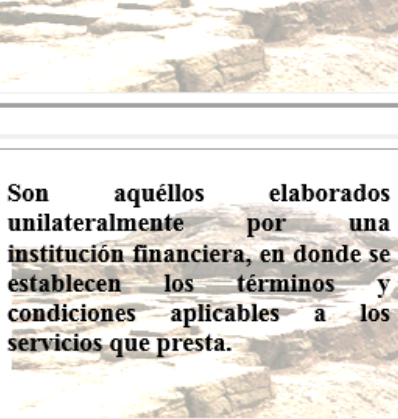 Son aquéllos elaborados
unilateralmente por una
institución financiera, en donde se
establecen los términos y
condiciones aplicables a los
servicios que presta.